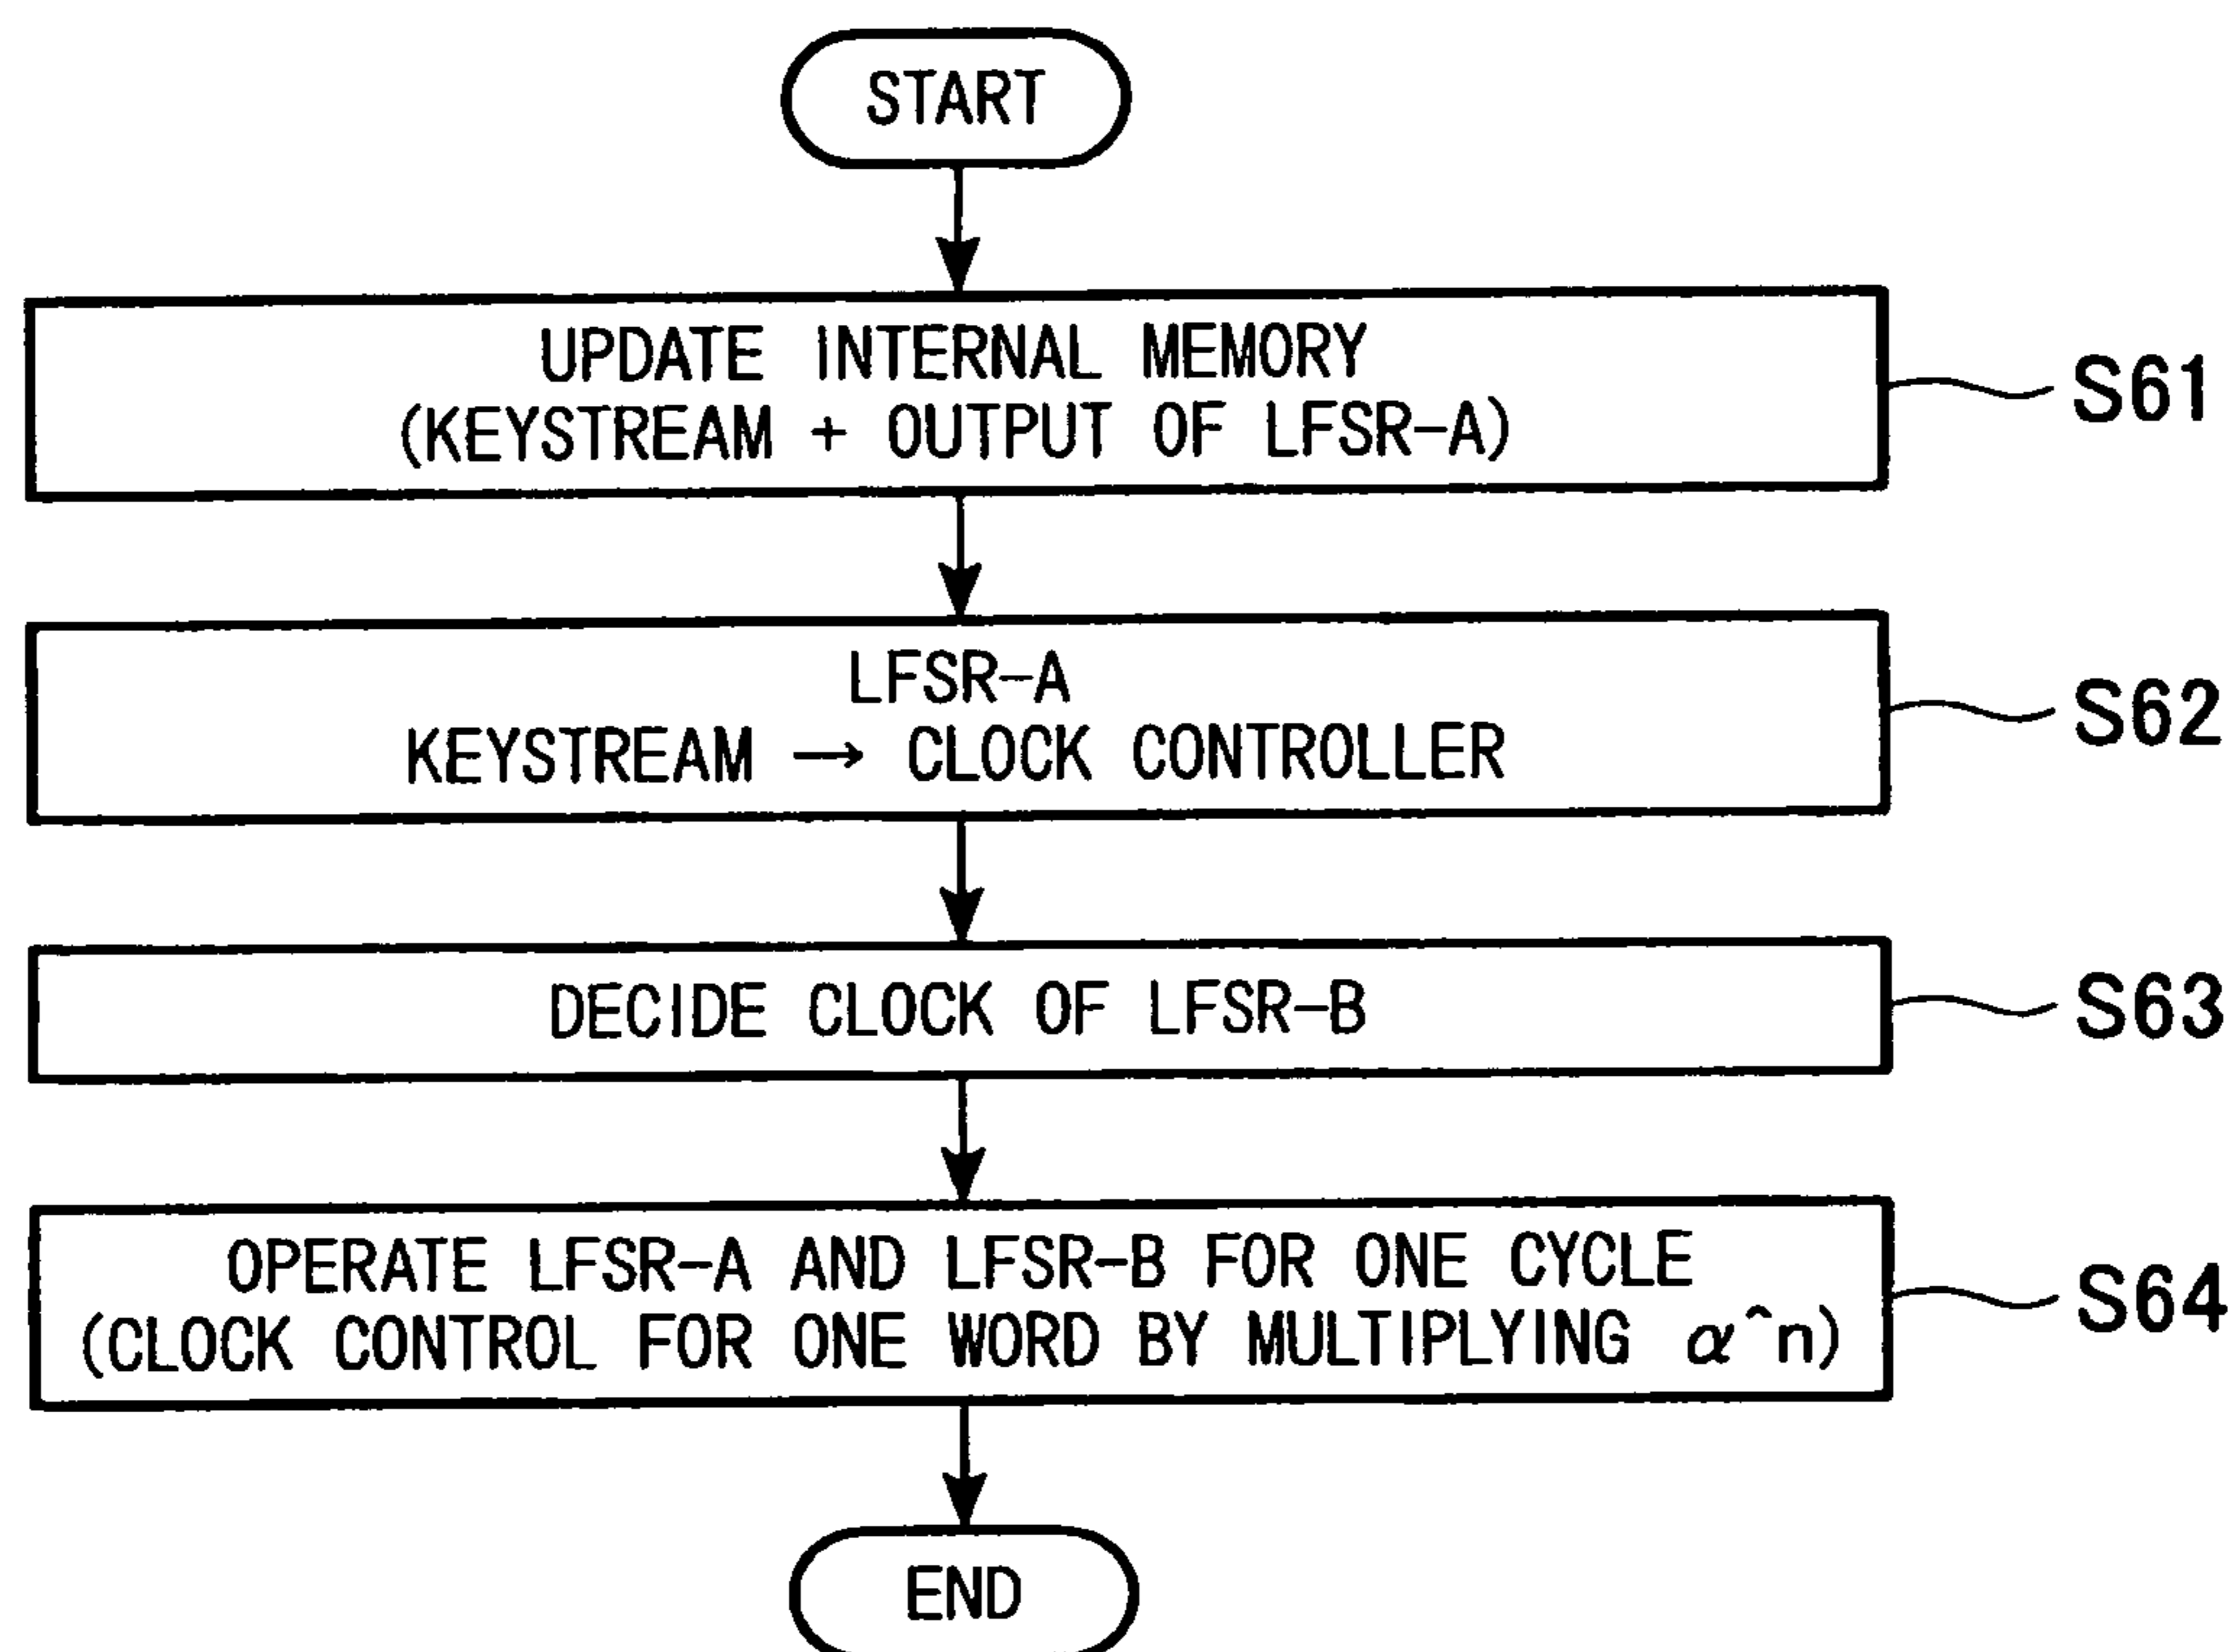 START
UPDATE INTERNAL MEMORY
(KEYSTREAM + OUTPUT OF LFSR-A)
S61
LFSR-A
KEYSTREAM → CLOCK CONTROLLER
S62
DECIDE CLOCK OF LFSR-B
S63
OPERATE LFSR-A AND LFSR-B FOR ONE CYCLE
(CLOCK CONTROL FOR ONE WORD BY MULTIPLYING α^n)
S64
END